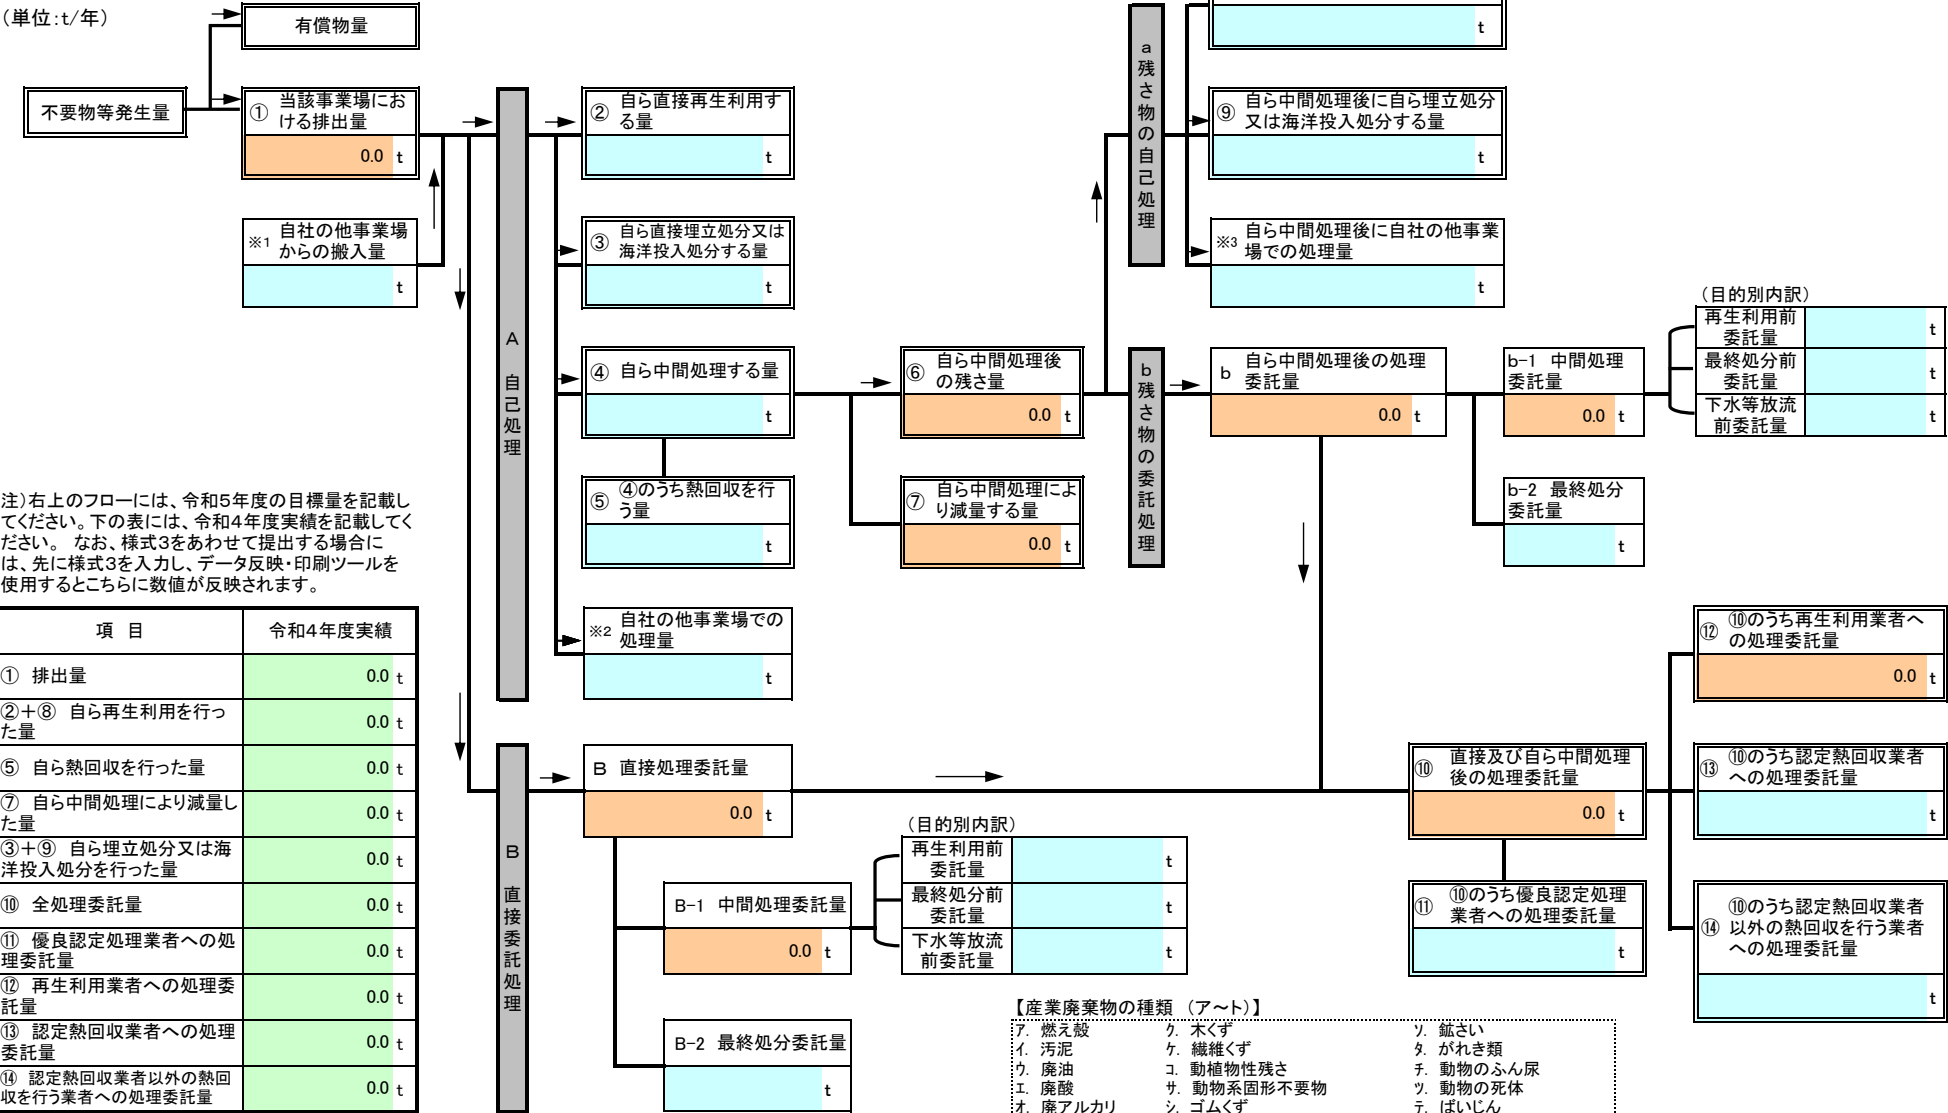 （単位：t/年）
有償物量
不要物等発生量
① 当該事業場にお
ける排出量
0.0 t
※1 自社の他事業場
からの搬入量
t
A 自己処理
② 自ら直接再生利用す
る量
t
③ 自ら直接埋立処分又は
海洋投入処分する量
t
④ 自ら中間処理する量
t
⑤ ④のうち熱回収を行
う量
t
※2 自社の他事業場での
処理量
t
⑥ 自ら中間処理後
の残さ量
0.0 t
⑦ 自ら中間処理によ
り減量する量
0.0 t
a 残さ物の自己処理
t
⑨ 自ら中間処理後に自ら埋立処分
又は海洋投入処分する量
t
※3 自ら中間処理後に自社の他事業
場での処理量
t
b 残さ物の委託処理
b 自ら中間処理後の処理
委託量
0.0 t
b-1 中間処理
委託量
0.0 t
（目的別内訳）
再生利用前
委託量
t
最終処分前
委託量
t
下水等放流
前委託量
t
b-2 最終処分
委託量
t
注）右上のフローには、令和５年度の目標量を記載し
てください。下の表には、令和４年度実績を記載してく
ださい。 なお、様式３をあわせて提出する場合に
は、先に様式３を入力し、データ反映・印刷ツールを
使用するとこちらに数値が反映されます。
項 目 令和４年度実績
① 排出量 0.0 t
②＋⑧ 自ら再生利用を行っ
た量 0.0 t
⑤ 自ら熱回収を行った量 0.0 t
⑦ 自ら中間処理により減量し
た量 0.0 t
③＋⑨ 自ら埋立処分又は海
洋投入処分を行った量 0.0 t
⑩ 全処理委託量 0.0 t
⑪ 優良認定処理業者への処
理委託量 0.0 t
⑫ 再生利用業者への処理委
託量 0.0 t
⑬ 認定熱回収業者への処理
委託量 0.0 t
⑭ 認定熱回収業者以外の熱回
収を行う業者への処理委託量 0.0 t
B 直接委託処理
B 直接処理委託量
0.0 t
B-1 中間処理委託量
0.0 t
（目的別内訳）
再生利用前
委託量
t
最終処分前
委託量
t
下水等放流
前委託量
t
B-2 最終処分委託量
t
⑩ 直接及び自ら中間処理
後の処理委託量
0.0 t
⑪ ⑩のうち優良認定処理
業者への処理委託量
t
⑫ ⑩のうち再生利用業者へ
の処理委託量
0.0 t
⑬ ⑩のうち認定熱回収業者
への処理委託量
t
⑭ ⑩のうち認定熱回収業者
以外の熱回収を行う業者
への処理委託量
t
【産業廃棄物の種類 （ア～ト）】
ア. 燃え殻 ク. 木くず ソ. 鉱さい
イ. 汚泥 ケ. 繊維くず タ. がれき類
ウ. 廃油 コ. 動植物性残さ チ. 動物のふん尿
エ. 廃酸 サ. 動物系固形不要物 ツ. 動物の死体
オ. 廃アルカリ シ. ゴムくず テ. ばいじん